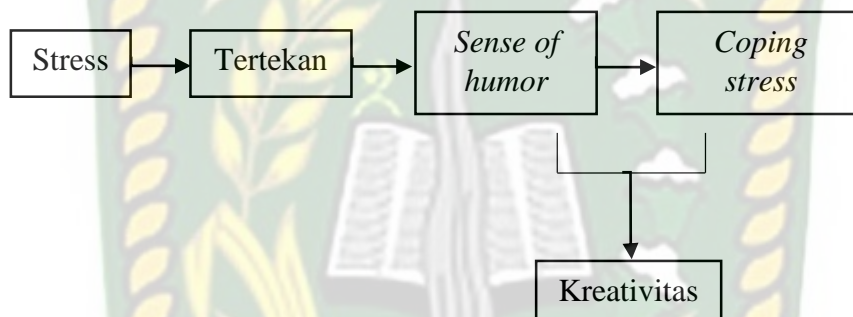 Stress
Tertekan
Sense of
humor
Coping
stress
Kreativitas